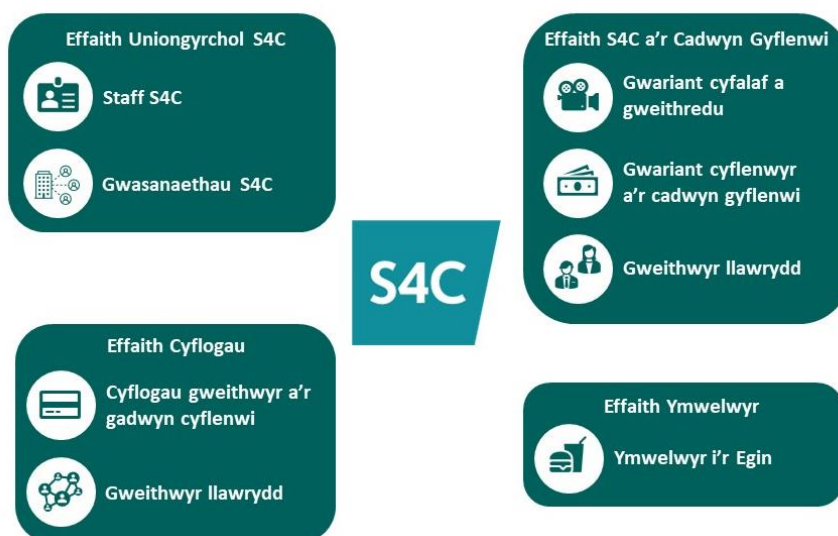 Effaith Uniongyrchol S4C
Staff S4C
Gwasanaethau S4C
Effaith S4C a'r Cadwyn Gyflenwi
Gwariant cyfalaf a
gweithredu
Gwariant cyflenwyr
a'r cadwyn gyflenwi
Gweithwyr llawrydd
S4C
Effaith Cyflogau
Cyflogau gweithwyr a'r
gadwyn cyflenwi
Gweithwyr llawrydd
Effaith Ymwelwyr
Ymwelwyr i'r Egin